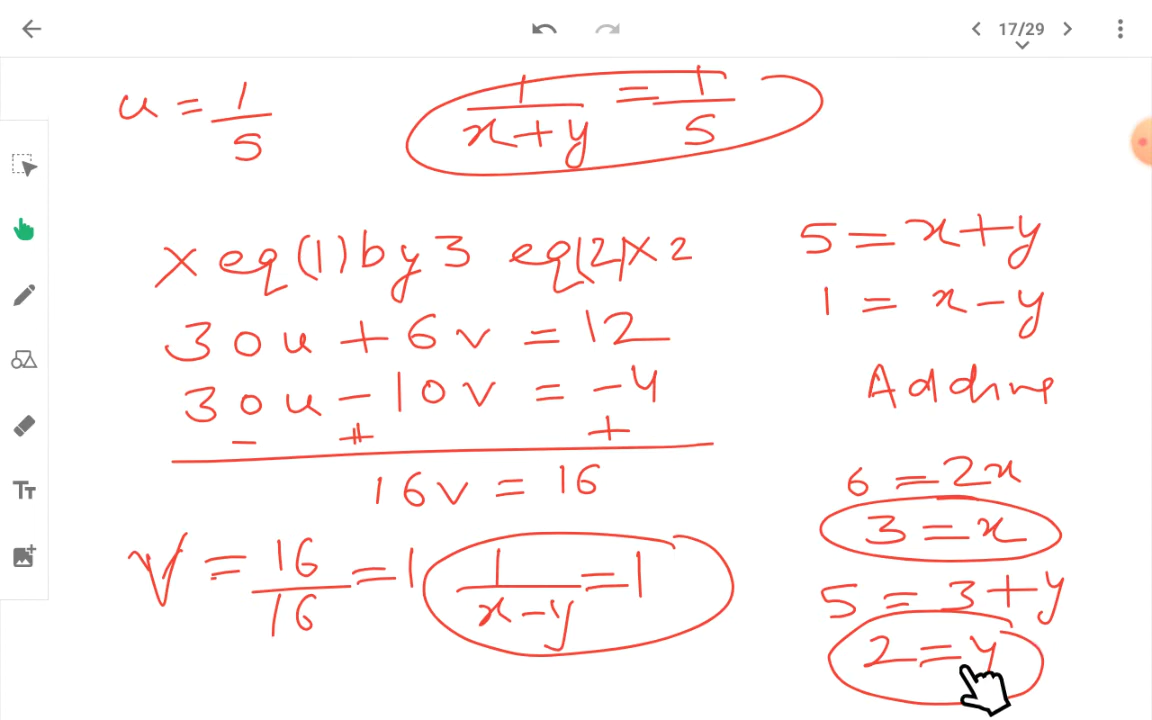 17/29
u = 1/5
1/(x+y) = 1/5
× eq(1) by 3 eq(2)×2
30u + 6v = 12
30u - 10v = -4
- + +
16v = 16
V = 16/16 = 1
1/(x-y) = 1
5 = x+y
1 = x-y
Adding
6 = 2x
3 = x
5 = 3+y
2 = y
Tт